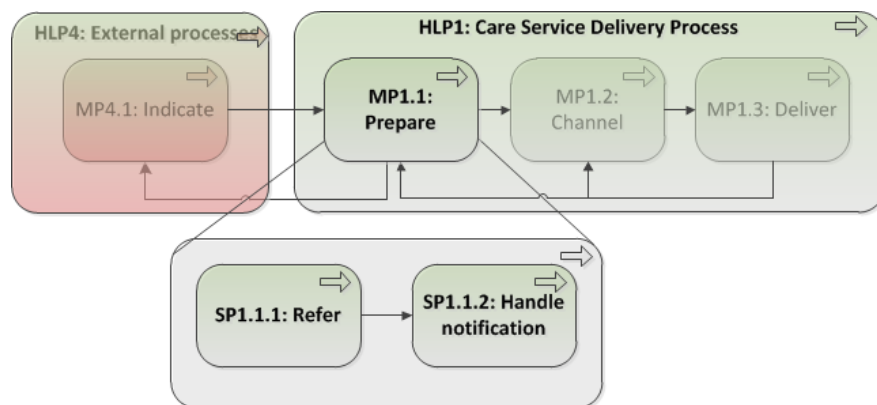 HLP4: External processes
HLP1: Care Service Delivery Process
MP4.1: Indicate
MP1.1:
Prepare
MP1.2:
Channel
MP1.3: Deliver
SP1.1.1: Refer
SP1.1.2: Handle
notification